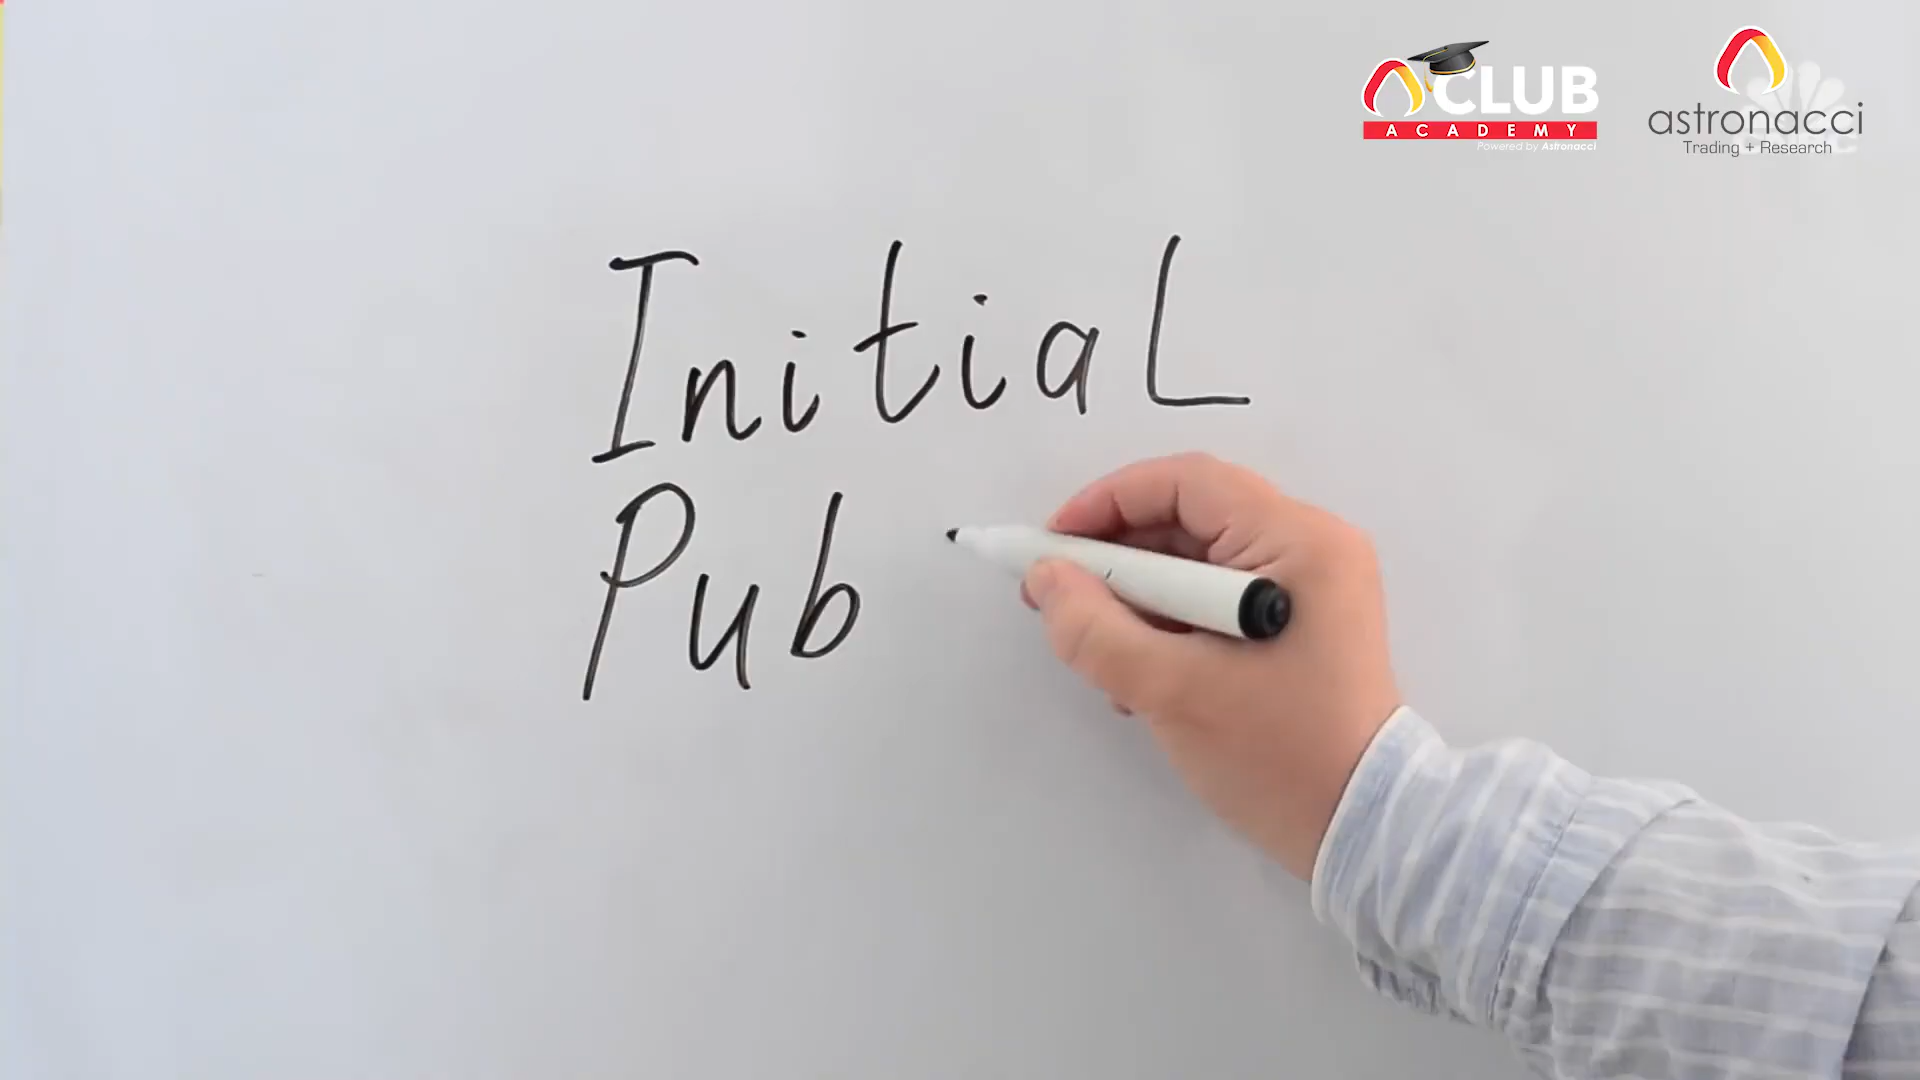 CLUB
ACADEMY
Powered by Astronacci
astronacci
Trading + Research
Initial
Pub